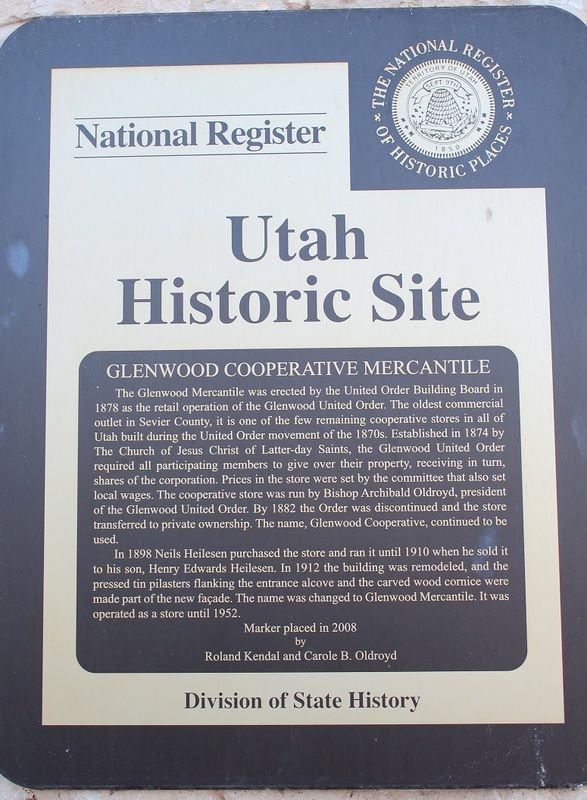 THE NATIONAL REGISTER
OF HISTORIC PLACES
TERRITORY OF UTAH
SEPT. 9TH
1850
National Register
Utah
Historic Site
GLENWOOD COOPERATIVE MERCANTILE
The Glenwood Mercantile was erected by the United Order Building Board in
1878 as the retail operation of the Glenwood United Order. The oldest commercial
outlet in Sevier County, it is one of the few remaining cooperative stores in all of
Utah built during the United Order movement of the 1870s. Established in 1874 by
The Church of Jesus Christ of Latter-day Saints, the Glenwood United Order
required all participating members to give over their property, receiving in turn,
shares of the corporation. Prices in the store were set by the committee that also set
local wages. The cooperative store was run by Bishop Archibald Oldroyd, president
of the Glenwood United Order. By 1882 the Order was discontinued and the store
transferred to private ownership. The name, Glenwood Cooperative, continued to be
used.
In 1898 Neils Heilesen purchased the store and ran it until 1910 when he sold it
to his son, Henry Edwards Heilesen. In 1912 the building was remodeled, and the
pressed tin pilasters flanking the entrance alcove and the carved wood cornice were
made part of the new façade. The name was changed to Glenwood Mercantile. It was
operated as a store until 1952.
Marker placed in 2008
by
Roland Kendal and Carole B. Oldroyd
Division of State History